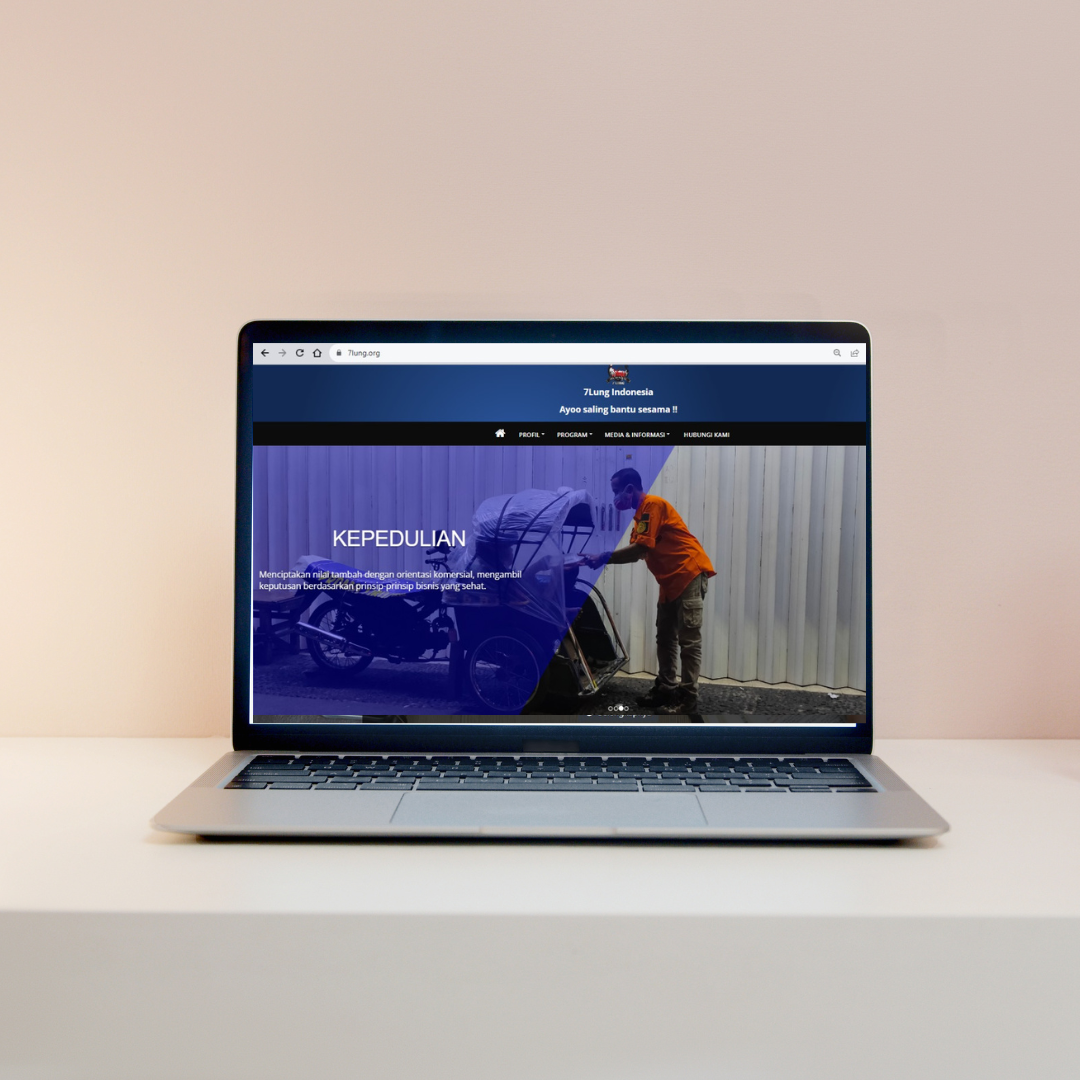 7lung.org
7Lung Indonesia
Ayoo saling bantu sesama !!
PROFIL
PROGRAM
MEDIA & INFORMASI
HUBUNGI KAMI
KEPEDULIAN
Menciptakan nilai tambah dengan orientasi komersial, mengambil
keputusan berdasarkan prinsip-prinsip bisnis yang sehat.